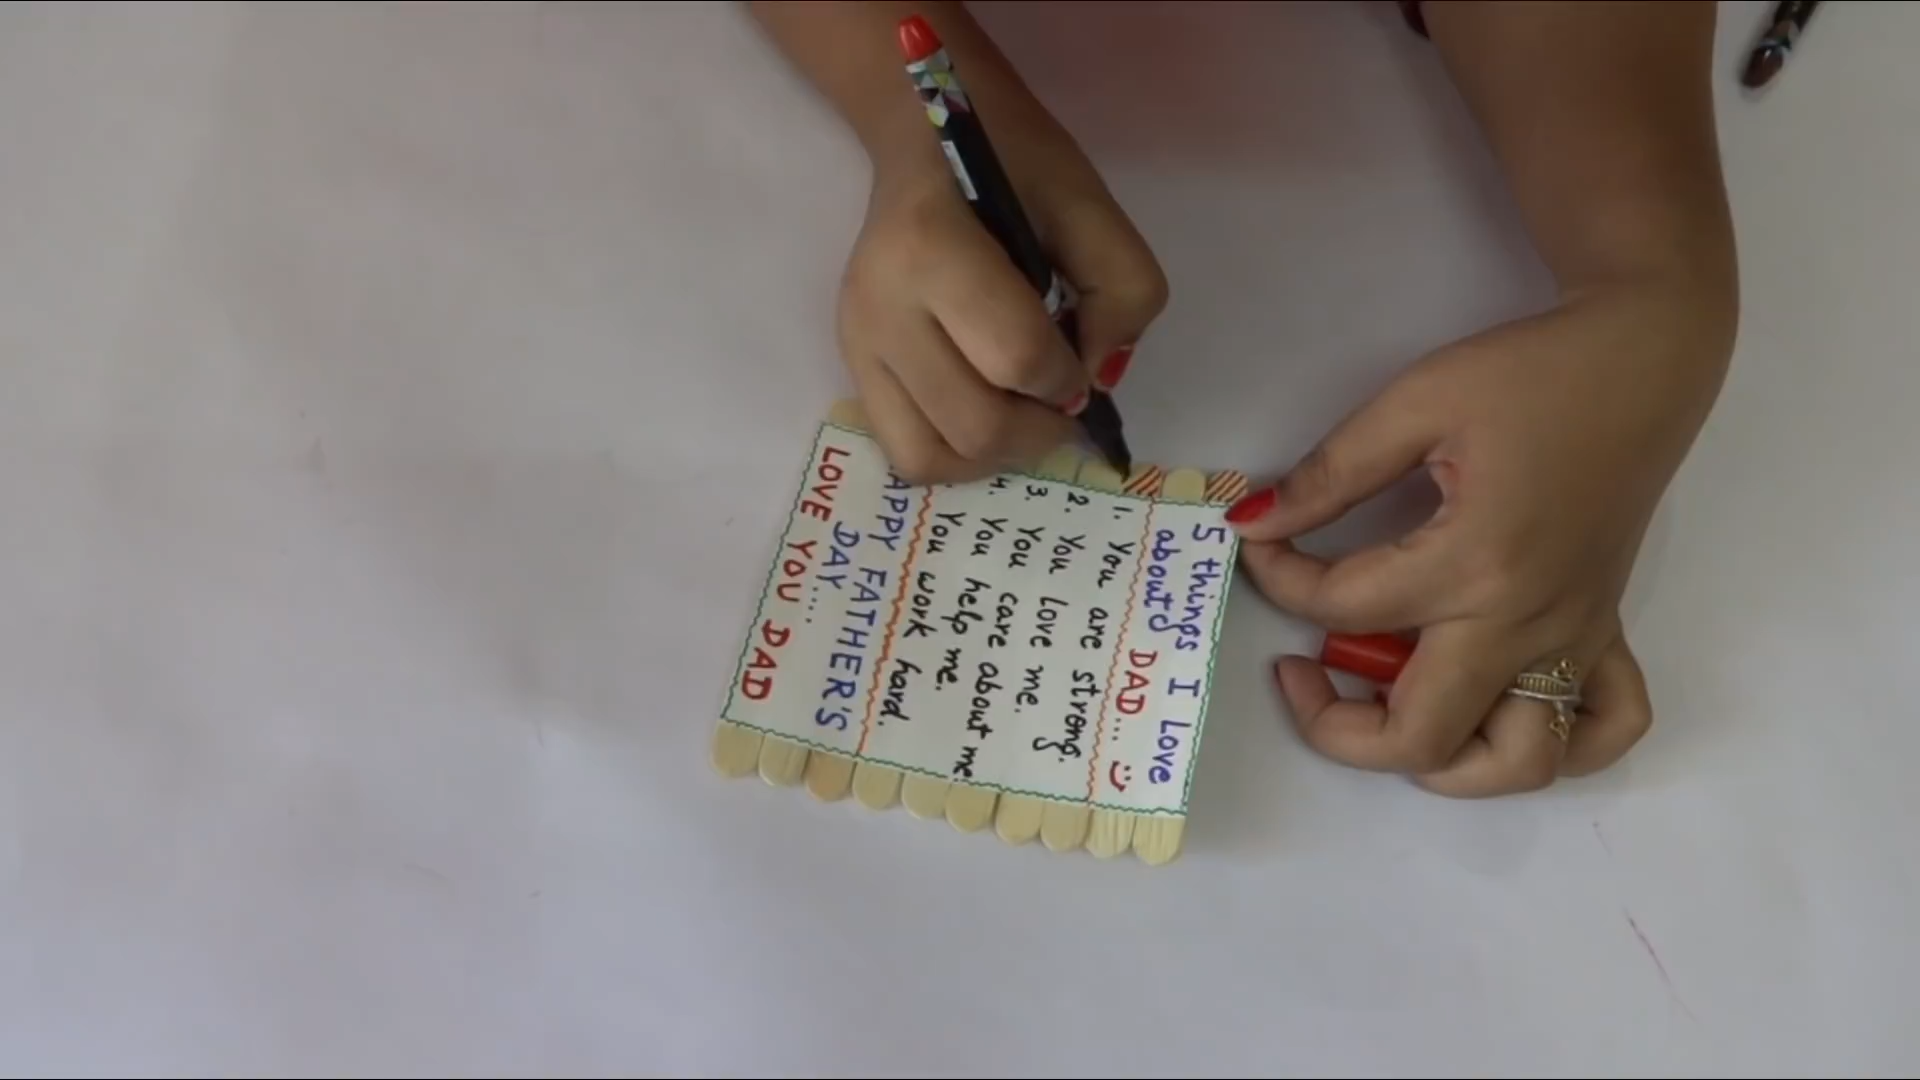 5 things I Love
about DAD... :)
1. You are strong.
2. You Love me.
3. You care about me.
4. You help me.
. You work hard.
APPY FATHER'S
DAY....
LOVE YOU DAD